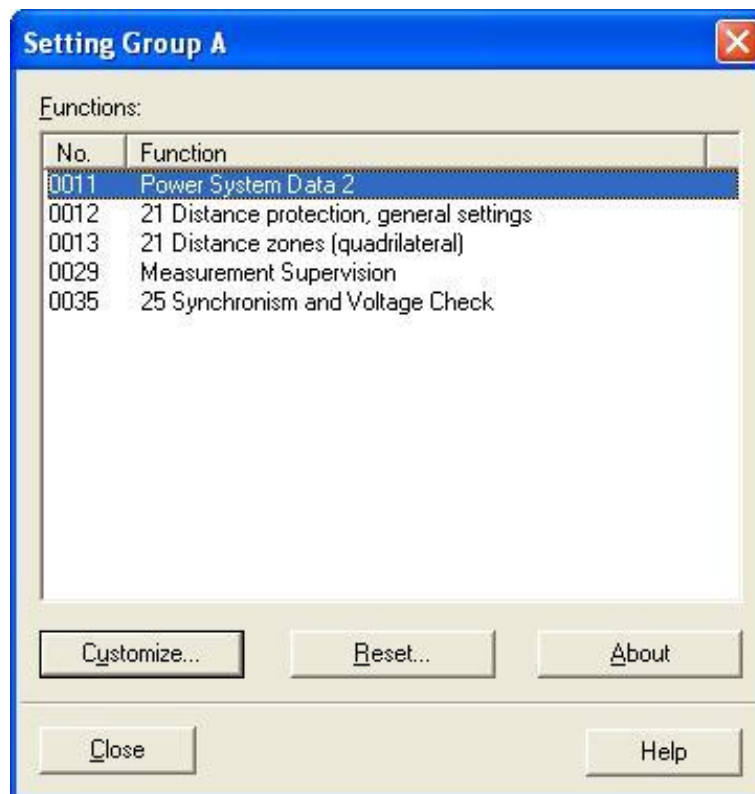 Setting Group A
Functions:
No. Function
0011 Power System Data 2
0012 21 Distance protection, general settings
0013 21 Distance zones (quadrilateral)
0029 Measurement Supervision
0035 25 Synchronism and Voltage Check
Customize... Reset... About
Close Help